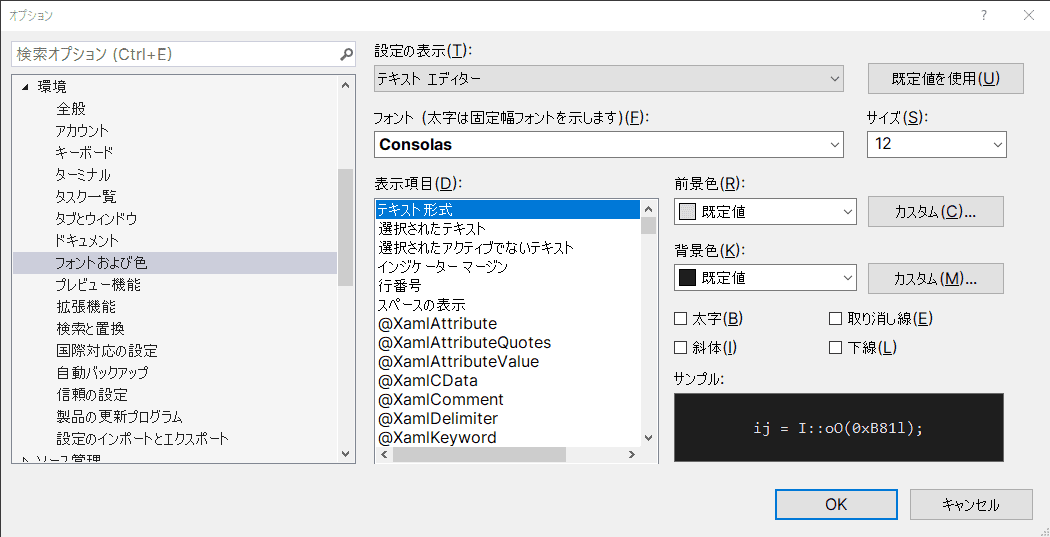 オプション
?
検索オプション (Ctrl+E)
環境
全般
アカウント
キーボード
ターミナル
タスク一覧
タブとウィンドウ
ドキュメント
フォントおよび色
プレビュー機能
拡張機能
検索と置換
国際対応の設定
自動バックアップ
信頼の設定
製品の更新プログラム
設定のインポートとエクスポート
ソース管理
設定の表示(T):
テキスト エディター
既定値を使用(U)
フォント (太字は固定幅フォントを示します)(F):
Consolas
サイズ(S):
12
表示項目(D):
テキスト形式
選択されたテキスト
選択されたアクティブでないテキスト
インジケーター マージン
行番号
スペースの表示
@XamlAttribute
@XamlAttributeQuotes
@XamlAttributeValue
@XamlCData
@XamlComment
@XamlDelimiter
@XamlKeyword
前景色(R):
既定値
カスタム(C)...
背景色(K):
既定値
カスタム(M)...
太字(B)
取り消し線(E)
斜体(I)
下線(L)
サンプル:
ij = I::oO(0xB81l);
OK
キャンセル